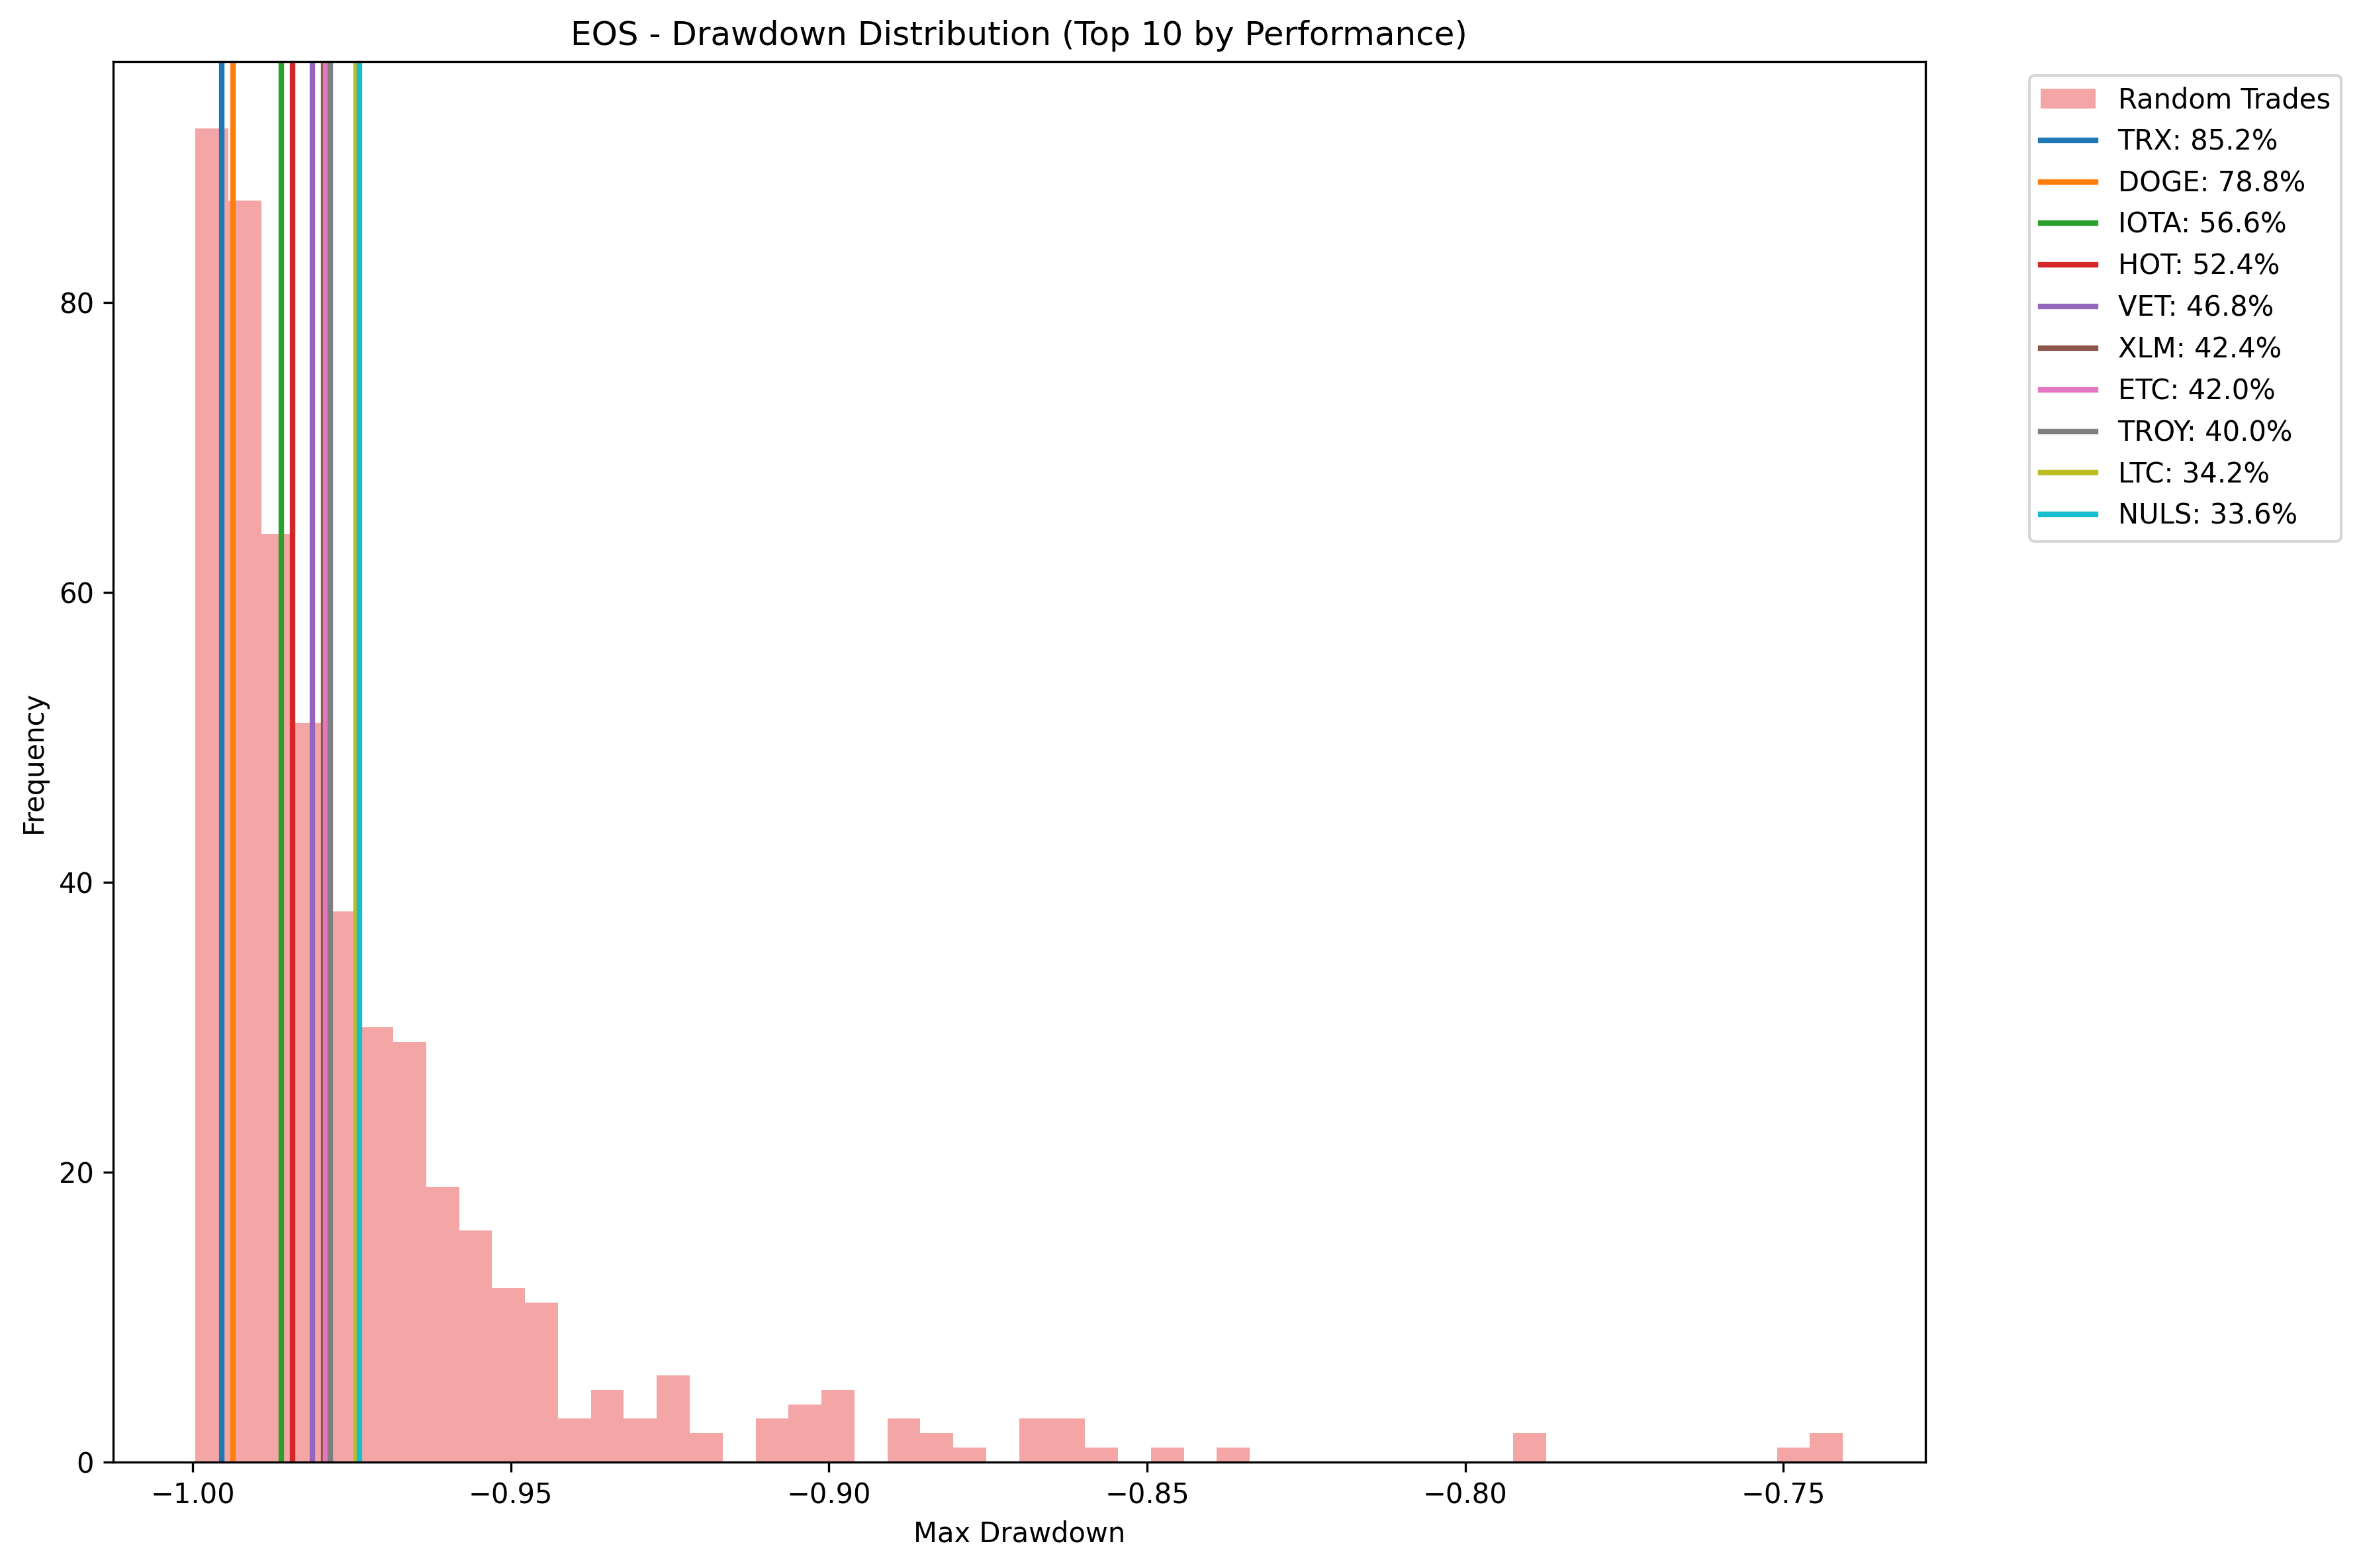 EOS - Drawdown Distribution (Top 10 by Performance)
Random Trades
TRX: 85.2%
DOGE: 78.8%
IOTA: 56.6%
HOT: 52.4%
VET: 46.8%
XLM: 42.4%
ETC: 42.0%
TROY: 40.0%
LTC: 34.2%
NULS: 33.6%
Frequency
80
60
40
20
0
−1.00 −0.95 −0.90 −0.85 −0.80 −0.75
Max Drawdown